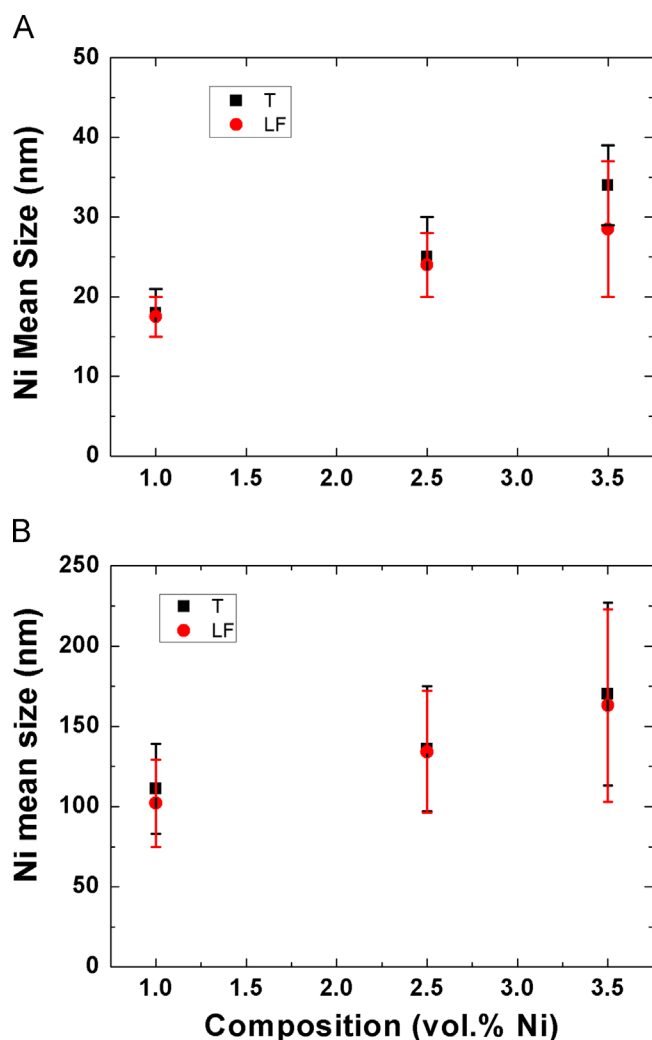 A
50
40
30
20
10
0
Ni Mean Size (nm)
T
LF
1.0 1.5 2.0 2.5 3.0 3.5
B
250
200
150
100
50
0
Ni mean size (nm)
T
LF
1.0 1.5 2.0 2.5 3.0 3.5
Composition (vol.% Ni)